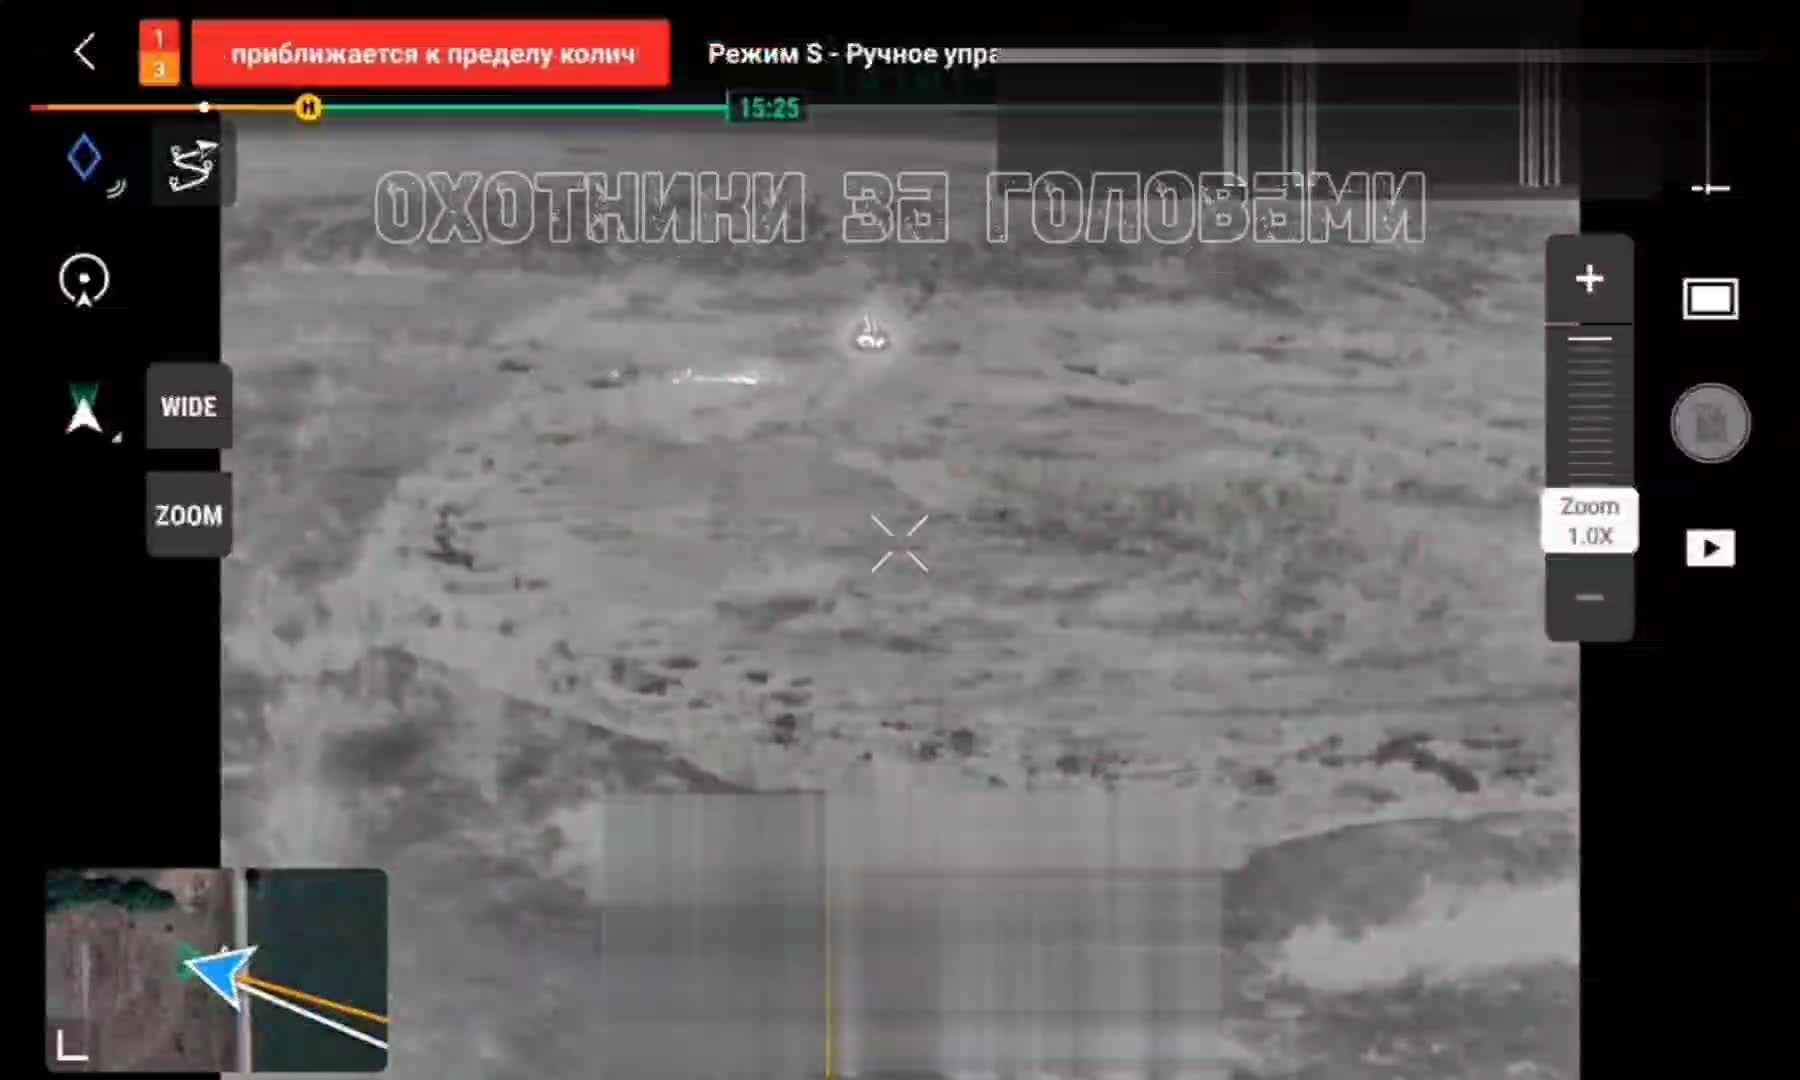 1
3
приближается к пределу колич
Режим S - Ручное упра
15:25
ОХОТНИКИ ЗА ГОЛОВАМИ
WIDE
ZOOM
Zoom
1.0X